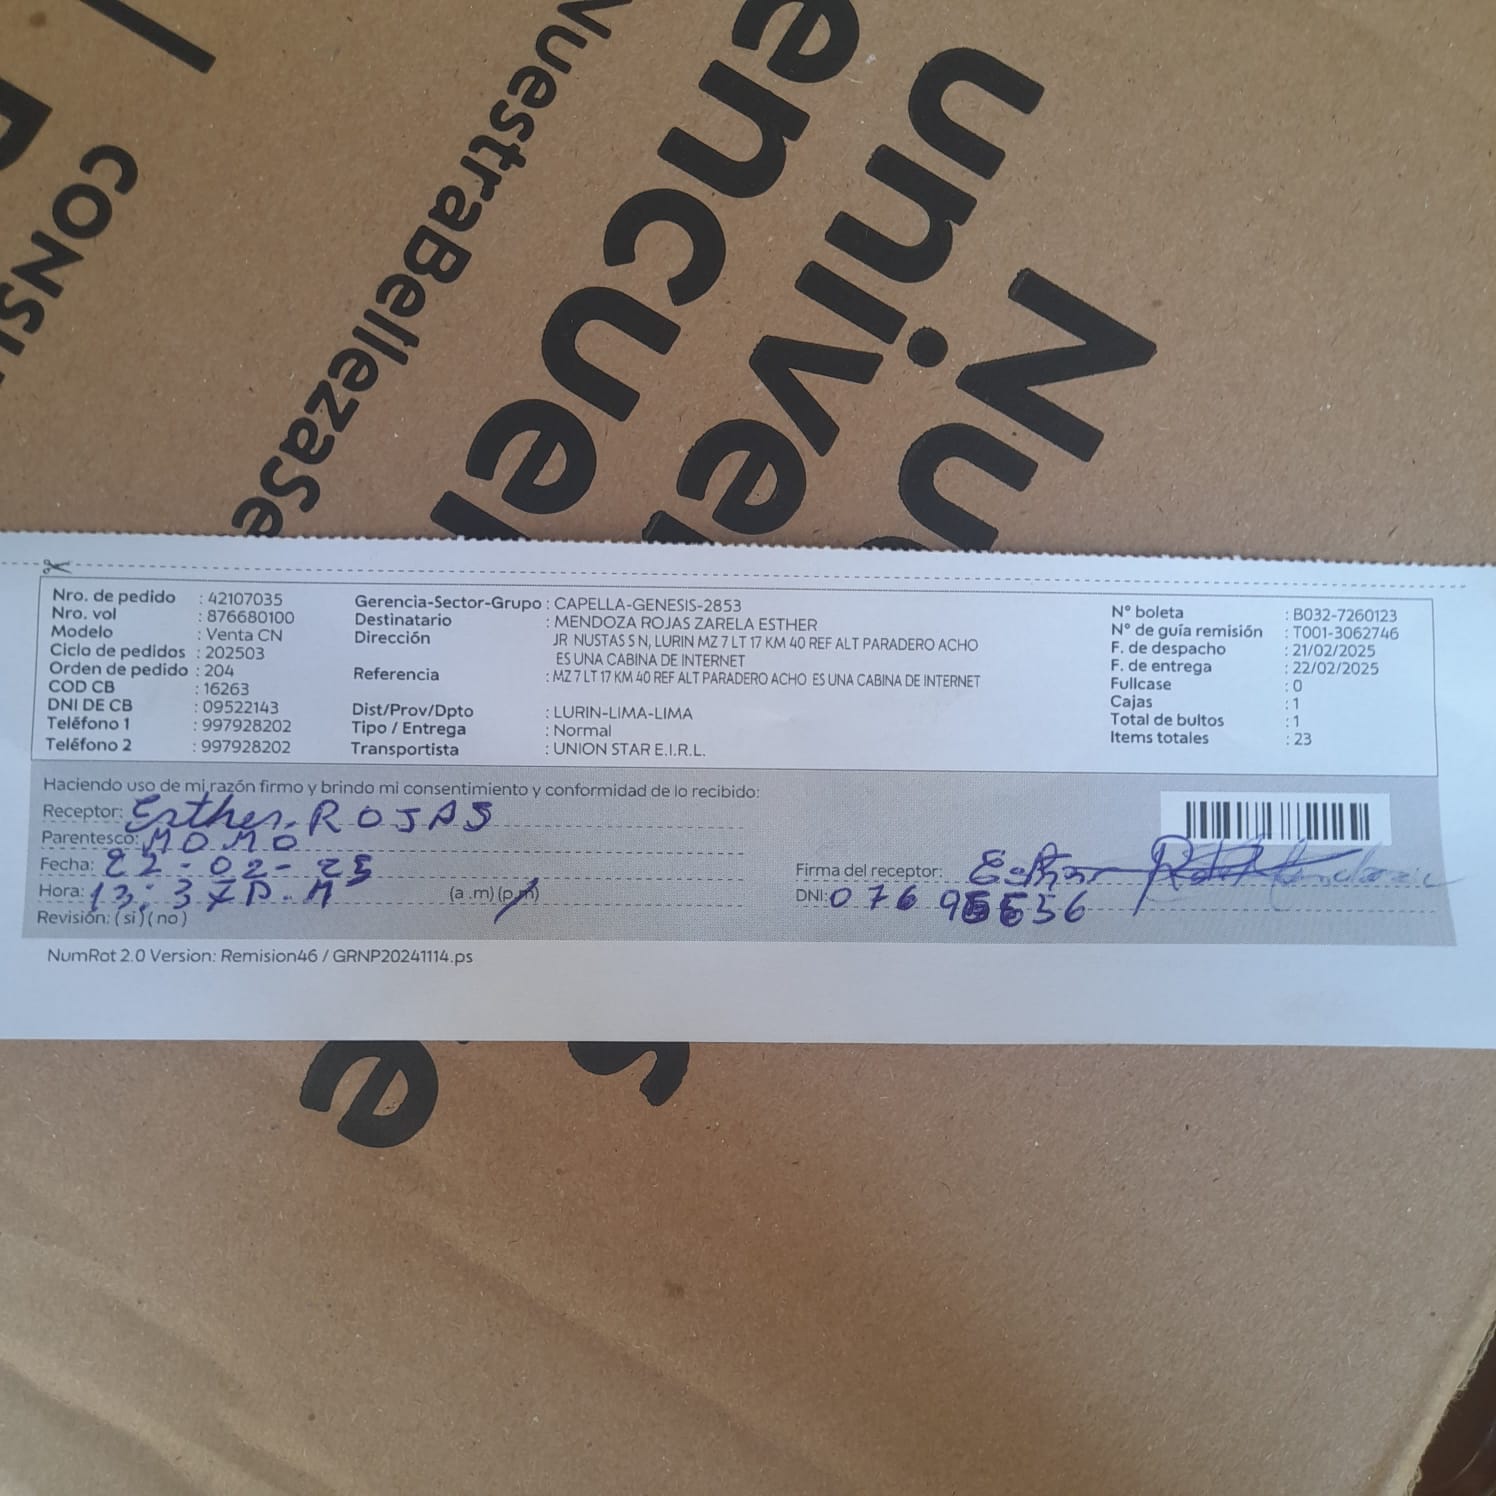 Nu
unive
encuel
NuestraBellezaSe
CONSU
Nro. de pedido : 42107035
Nro. vol : 876680100
Modelo : Venta CN
Ciclo de pedidos : 202503
Orden de pedido : 204
COD CB : 16263
DNI DE CB : 09522143
Teléfono 1 : 997928202
Teléfono 2 : 997928202
Gerencia-Sector-Grupo : CAPELLA-GENESIS-2853
Destinatario : MENDOZA ROJAS ZARELA ESTHER
Dirección JR NUSTAS S N, LURIN MZ 7 LT 17 KM 40 REF ALT PARADERO ACHO
ES UNA CABINA DE INTERNET
Referencia : MZ 7 LT 17 KM 40 REF ALT PARADERO ACHO ES UNA CABINA DE INTERNET
Dist/Prov/Dpto : LURIN-LIMA-LIMA
Tipo / Entrega : Normal
Transportista : UNION STAR E.I.R.L.
N° boleta : B032-7260123
N° de guía remisión : T001-3062746
F. de despacho : 21/02/2025
F. de entrega : 22/02/2025
Fullcase : 0
Cajas : 1
Total de bultos : 1
Items totales : 23
Haciendo uso de mi razón firmo y brindo mi consentimiento y conformidad de lo recibido:
Receptor: Esther. ROJAS
Parentesco: MOMO
Fecha: 22-02-25
Hora: 13:37P.M (a.m)(p.m)
Revisión: (si)(no)
Firma del receptor: Esther
DNI: 076
NumRot 2.0 Version: Remision46 / GRNP20241114.ps
s
e